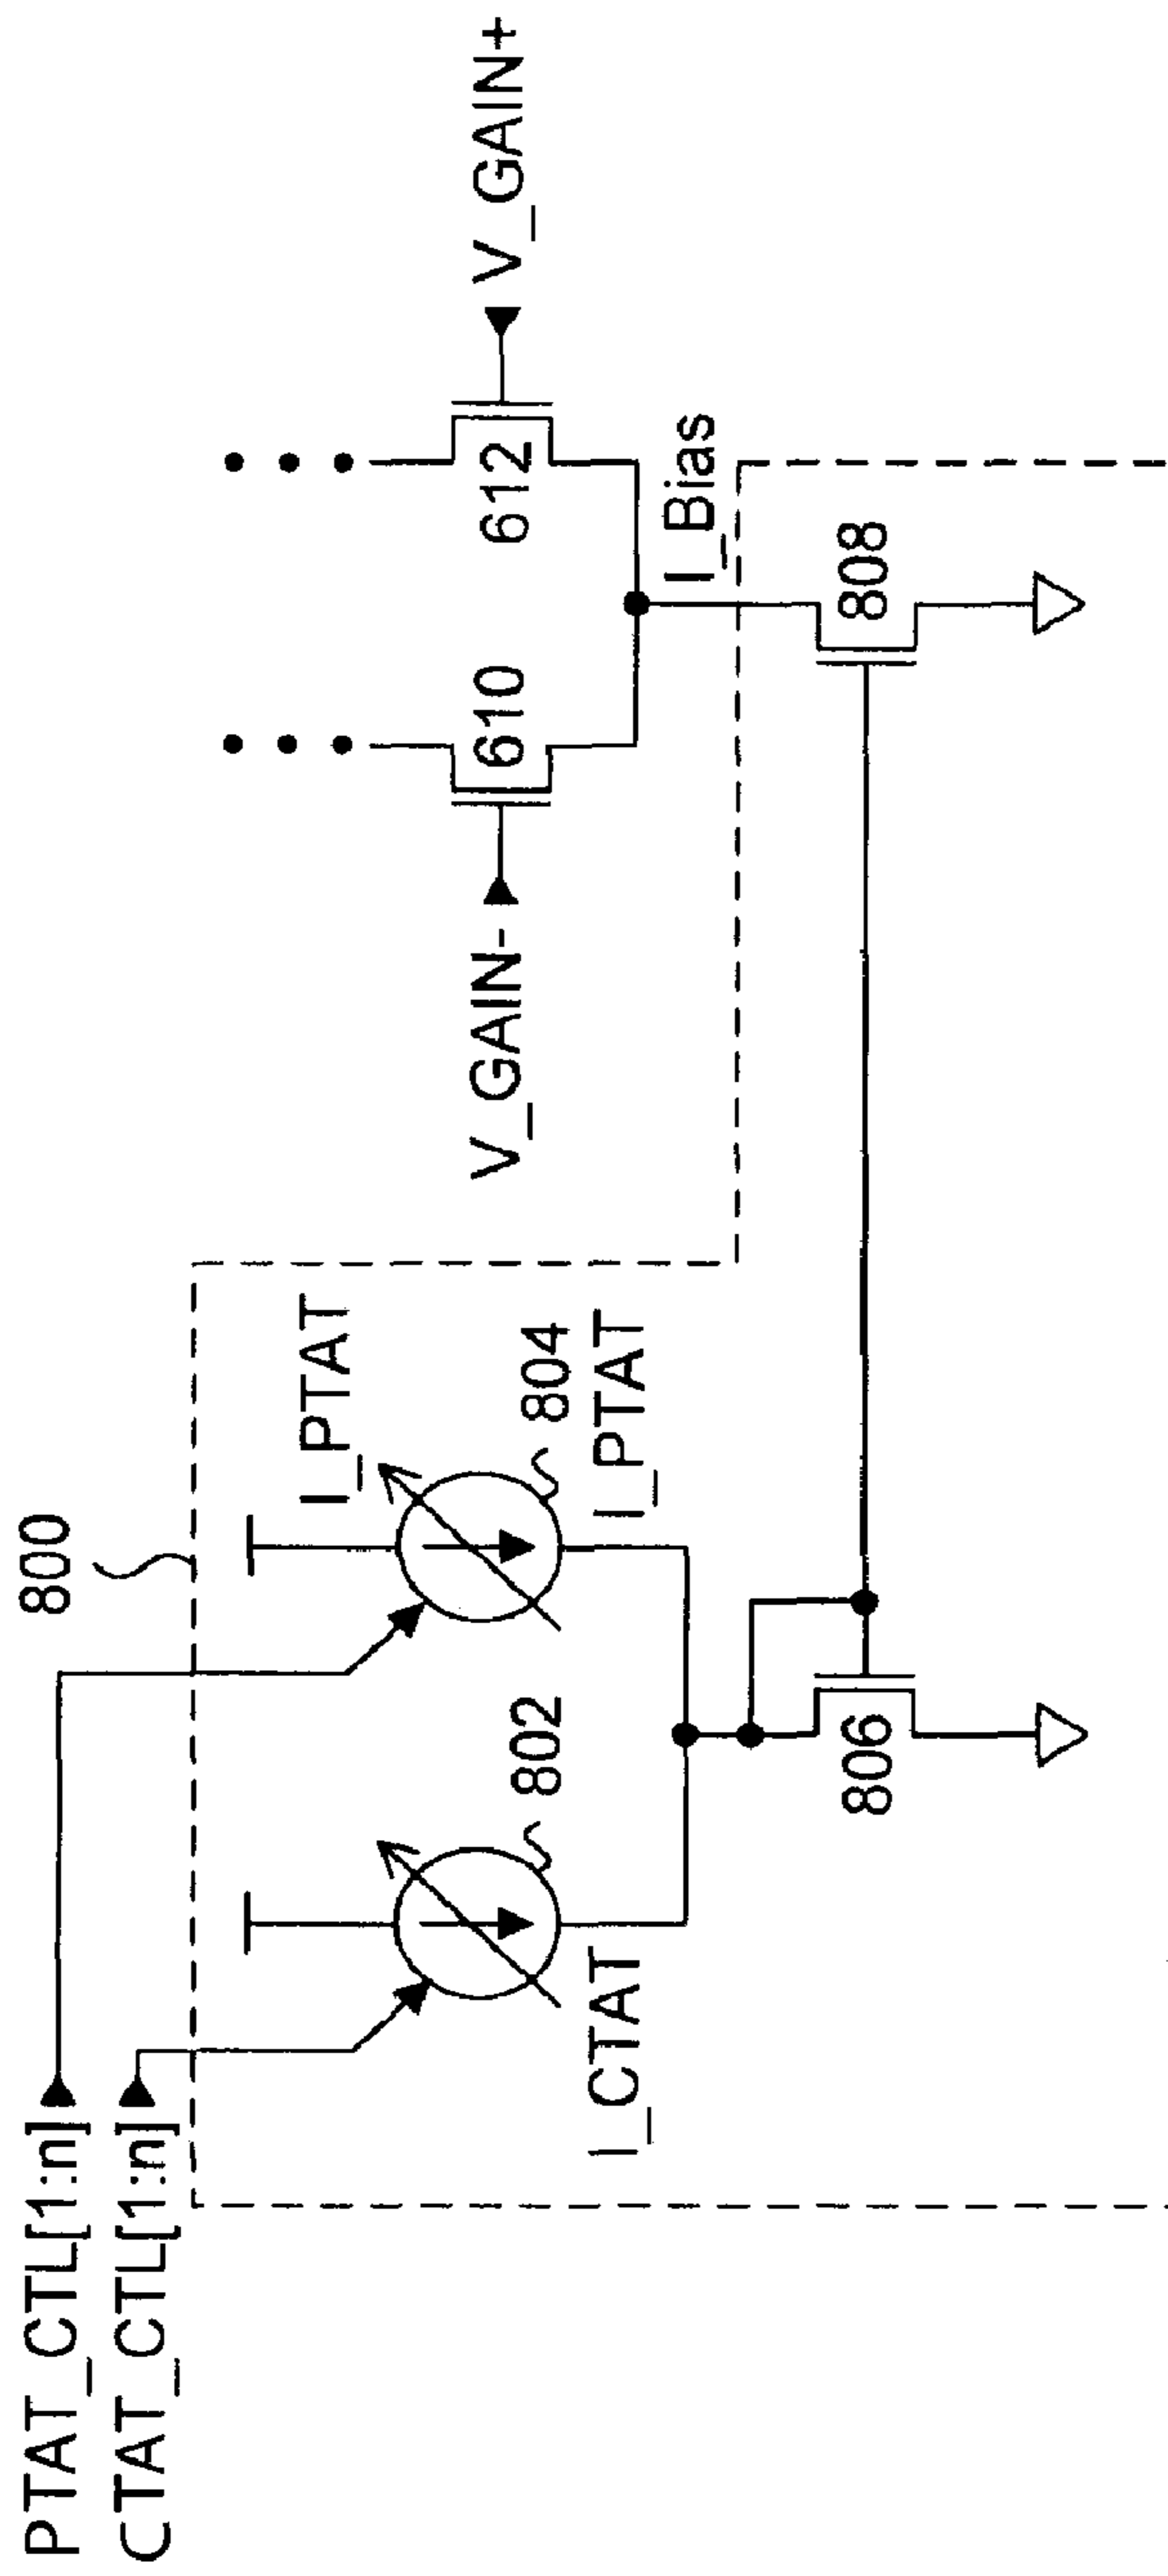 800
PTAT_CTL[1:n]
CTAT_CTL[1:n]
I_PTAT
804
I_PTAT
802
I_CTAT
806
V_GAIN-
610
612
V_GAIN+
I_Bias
808